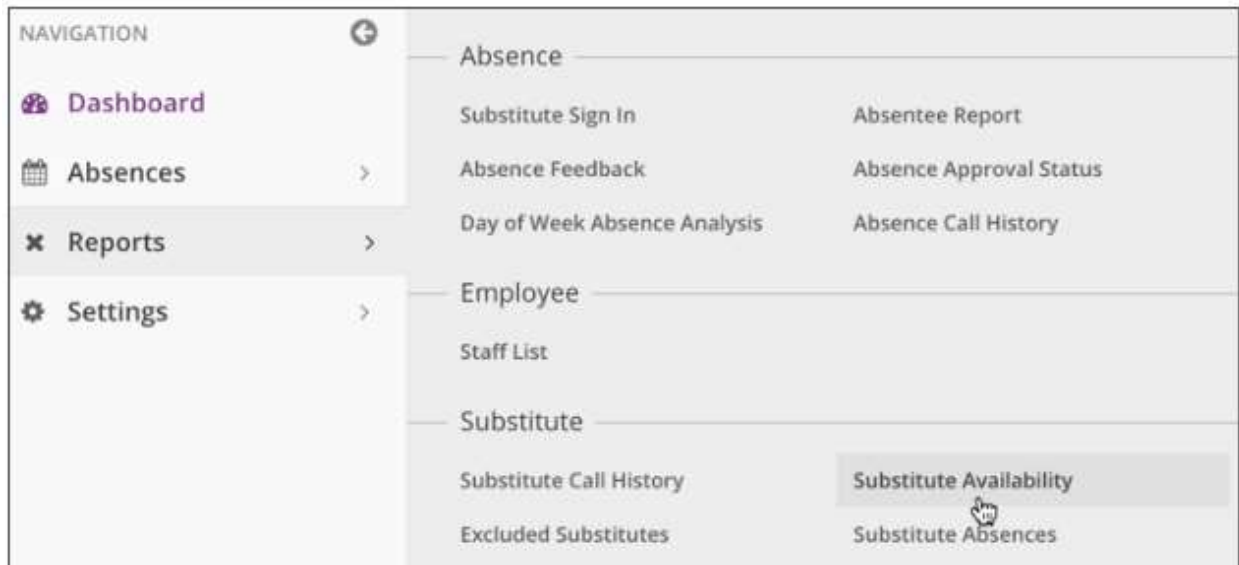 NAVIGATION
Dashboard
Absences
Reports
Settings
Absence
Substitute Sign In
Absentee Report
Absence Feedback
Absence Approval Status
Day of Week Absence Analysis
Absence Call History
Employee
Staff List
Substitute
Substitute Call History
Substitute Availability
Excluded Substitutes
Substitute Absences